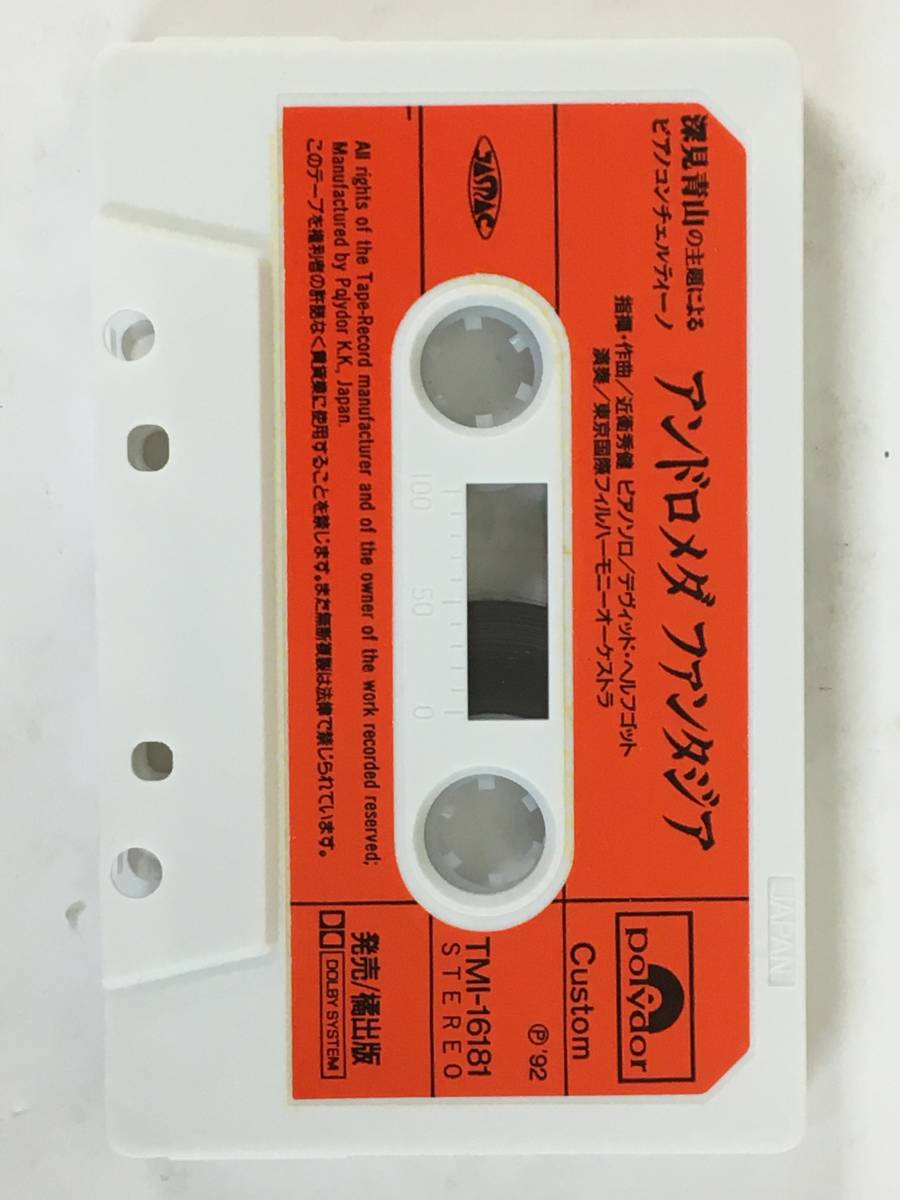 深見青山の主題による
ピアノコンチェルティーノ
アンドロメダ ファンタジア
指揮・作曲/近衛秀健 ピアノソロ/デヴィッド・ヘルフゴット
演奏/東京国際フィルハーモニーオーケストラ
JASRAC
100 50 0
All rights of the Tape-Record manufacturer and of the owner of the work recorded reserved;
Manufactured by Polydor K.K., Japan.
このテープを権利者の許諾なく賃貸業に使用することを禁じます。また無断複製は法律で禁じられています。
polydor
Custom
Ⓟ '92
TMI-16181
STEREO
発売/橘出版
DOLBY SYSTEM
JAPAN